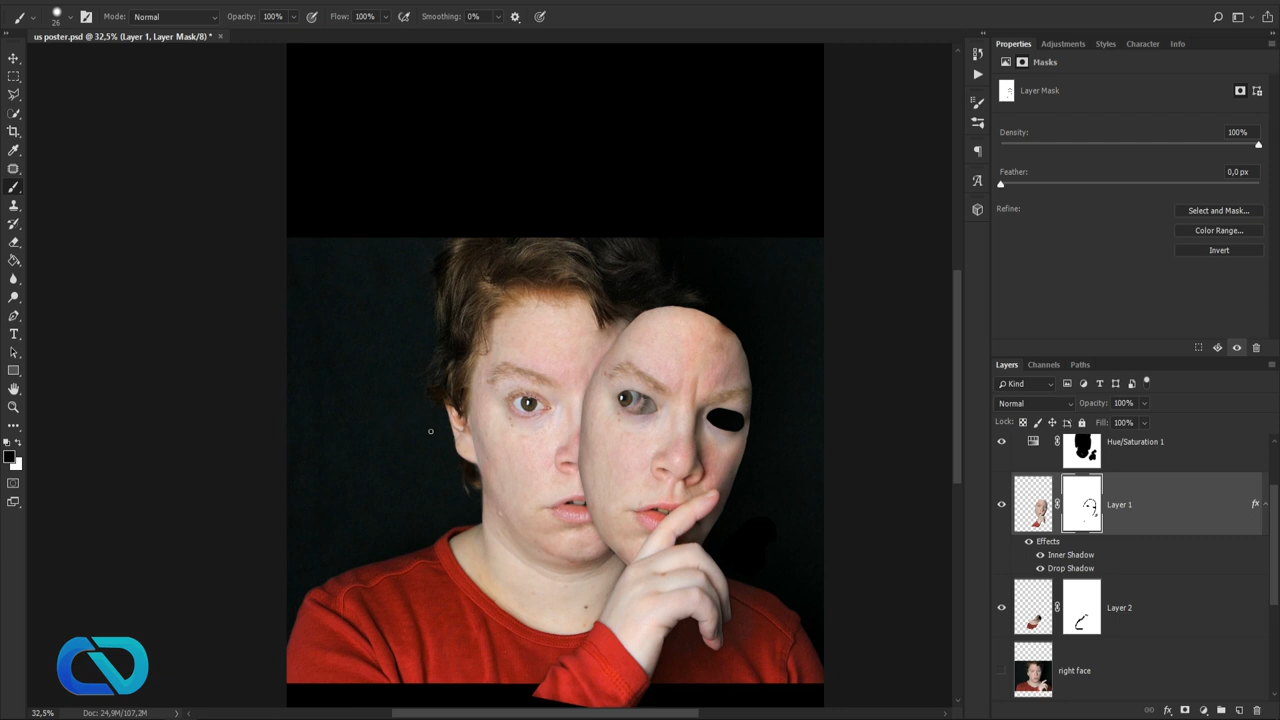 26
Mode: Normal
Opacity: 100%
Flow: 100%
Smoothing: 0%
us poster.psd @ 32,5% (Layer 1, Layer Mask/8) *
Properties
Adjustments
Styles
Character
Info
Masks
Layer Mask
Density: 100%
Feather: 0,0 px
Refine:
Select and Mask...
Color Range...
Invert
Layers
Channels
Paths
Kind
Normal
Opacity: 100%
Lock:
Fill: 100%
Hue/Saturation 1
Layer 1
fx
Effects
Inner Shadow
Drop Shadow
Layer 2
right face
32,5%
Doc: 24,9M/107,2M
fx